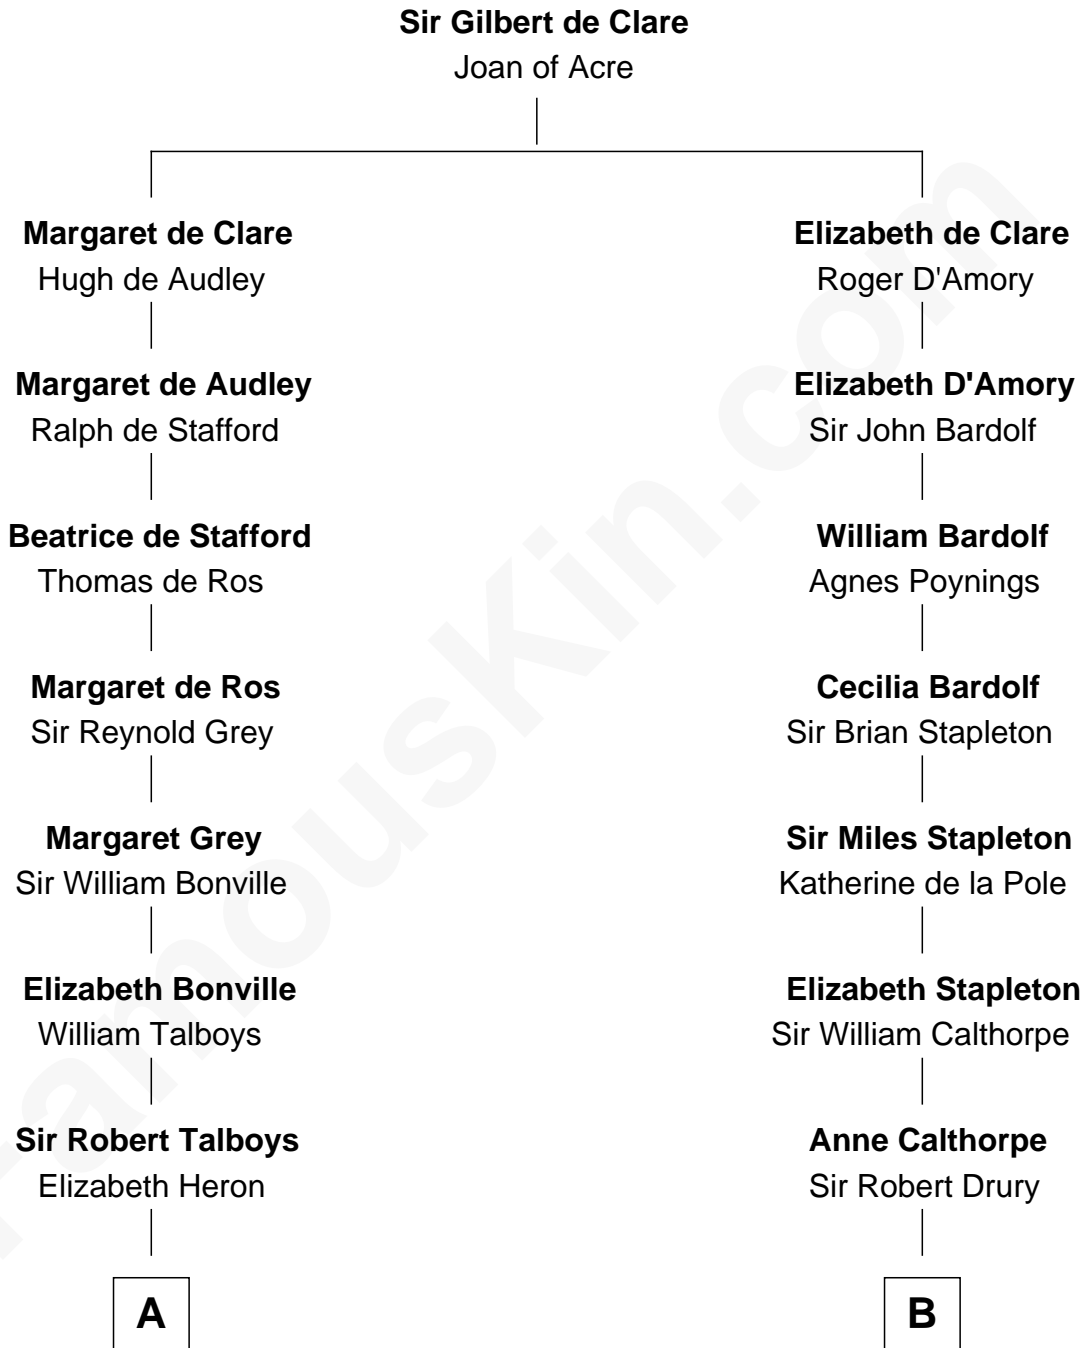 Sir Gilbert de Clare
Joan of Acre
Margaret de Clare
Hugh de Audley
Margaret de Audley
Ralph de Stafford
Beatrice de Stafford
Thomas de Ros
Margaret de Ros
Sir Reynold Grey
Margaret Grey
Sir William Bonville
Elizabeth Bonville
William Talboys
Sir Robert Talboys
Elizabeth Heron
A
Elizabeth de Clare
Roger D'Amory
Elizabeth D'Amory
Sir John Bardolf
William Bardolf
Agnes Poynings
Cecilia Bardolf
Sir Brian Stapleton
Sir Miles Stapleton
Katherine de la Pole
Elizabeth Stapleton
Sir William Calthorpe
Anne Calthorpe
Sir Robert Drury
B
FamousKin.com